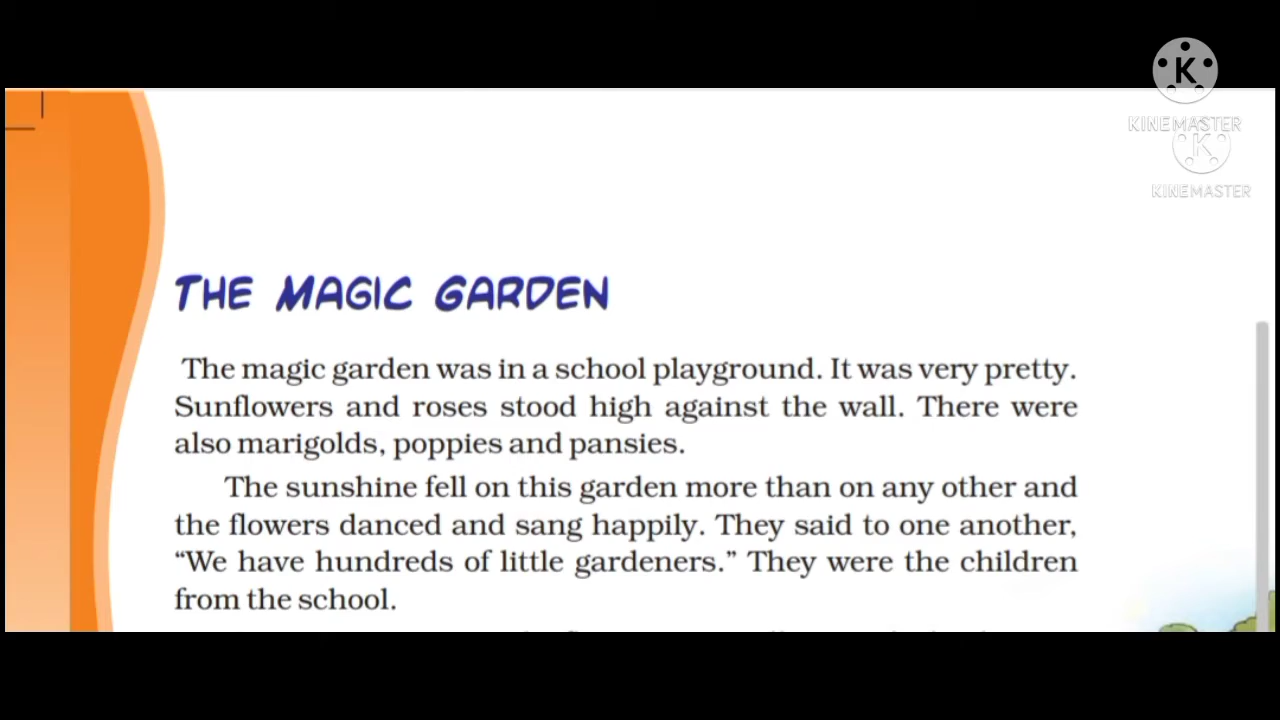 KINEMASTER
KINEMASTER
THE MAGIC GARDEN
The magic garden was in a school playground. It was very pretty.
Sunflowers and roses stood high against the wall. There were
also marigolds, poppies and pansies.
The sunshine fell on this garden more than on any other and
the flowers danced and sang happily. They said to one another,
“We have hundreds of little gardeners.” They were the children
from the school.